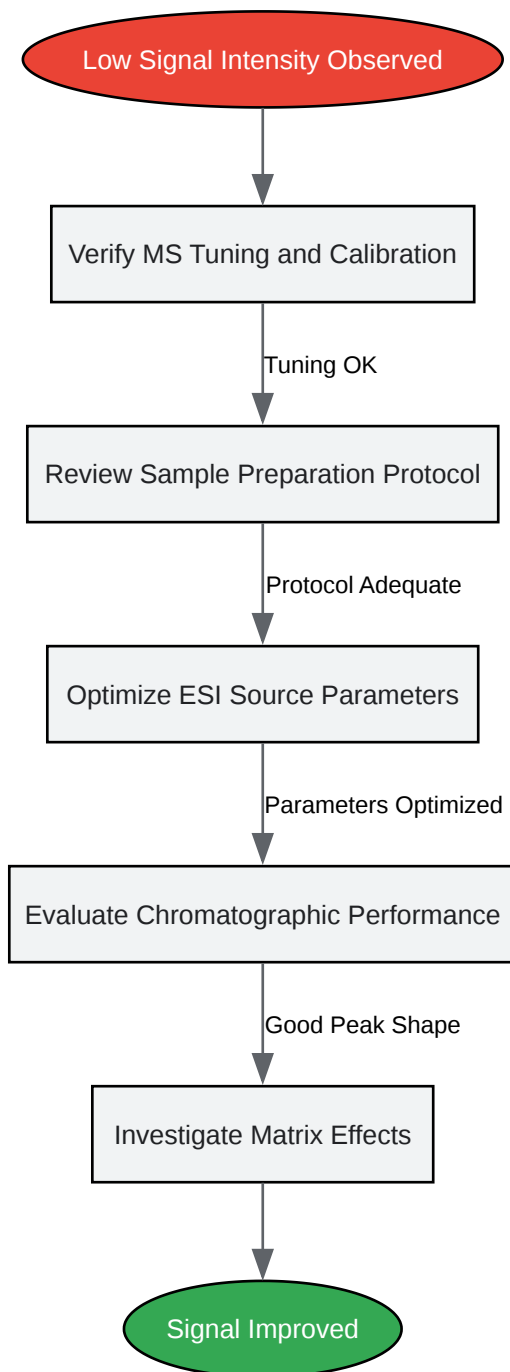 Low Signal Intensity Observed
Verify MS Tuning and Calibration
Tuning OK
Review Sample Preparation Protocol
Protocol Adequate
Optimize ESI Source Parameters
Parameters Optimized
Evaluate Chromatographic Performance
Good Peak Shape
Investigate Matrix Effects
Signal Improved